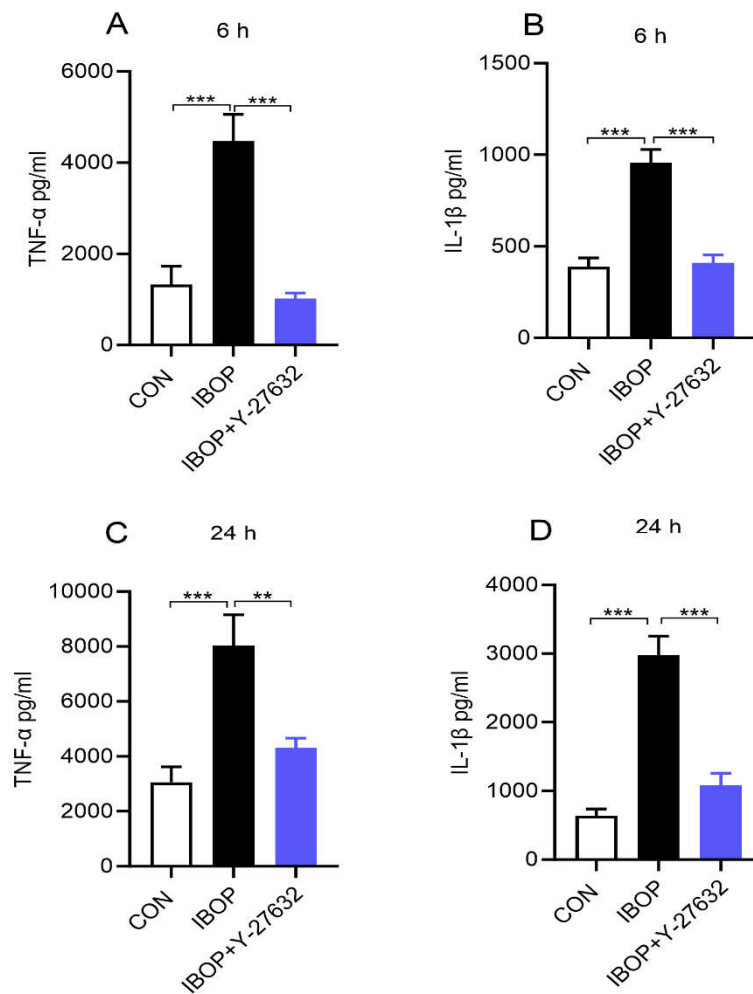 A
6 h
6000
4000
2000
0
TNF-α pg/ml
***
***
CON
IBOP
IBOP+Y-27632
B
6 h
1500
1000
500
0
IL-1β pg/ml
***
***
CON
IBOP
IBOP+Y-27632
C
24 h
10000
8000
6000
4000
2000
0
TNF-α pg/ml
***
**
CON
IBOP
IBOP+Y-27632
D
24 h
4000
3000
2000
1000
0
IL-1β pg/ml
***
***
CON
IBOP
IBOP+Y-27632